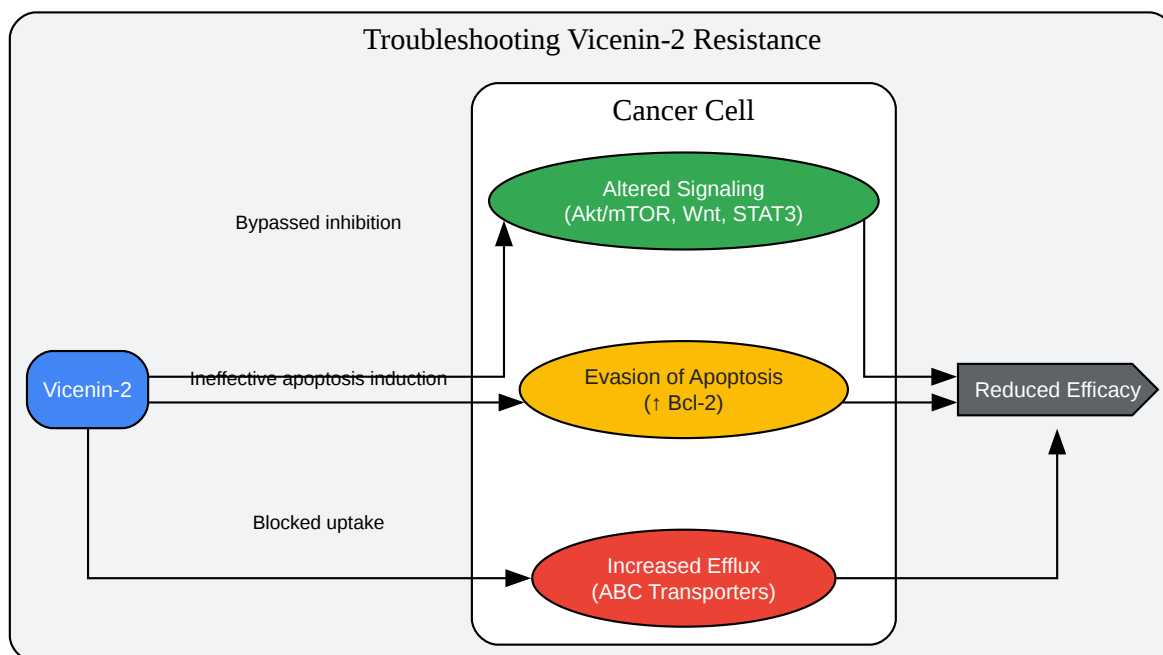 Troubleshooting Vicenin-2 Resistance
Cancer Cell
Altered Signaling
(Akt/mTOR, Wnt, STAT3)
Bypassed inhibition
Vicenin-2
Ineffective apoptosis induction
Evasion of Apoptosis
(↑ Bcl-2)
Reduced Efficacy
Blocked uptake
Increased Efflux
(ABC Transporters)